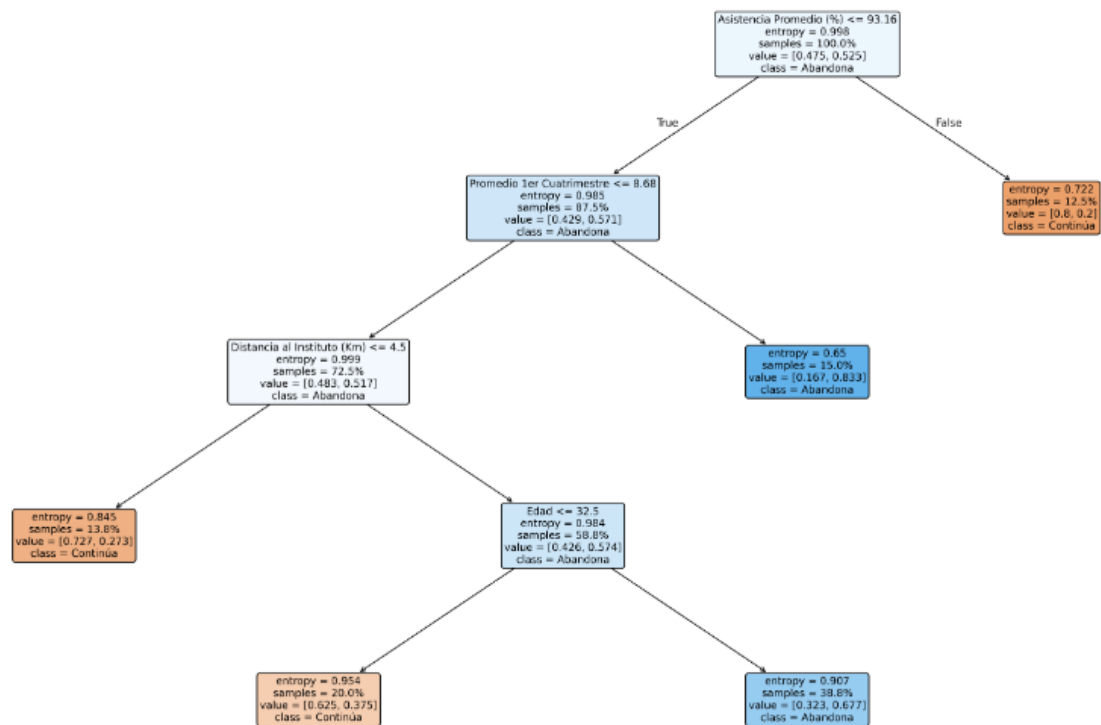 Asistencia Promedio (%) <= 93.16
entropy = 0.998
samples = 100.0%
value = [0.475, 0.525]
class = Abandona
True
False
Promedio 1er Cuatrimestre <= 8.68
entropy = 0.985
samples = 87.5%
value = [0.429, 0.571]
class = Abandona
entropy = 0.722
samples = 12.5%
value = [0.8, 0.2]
class = Continúa
Distancia al Instituto (Km) <= 4.5
entropy = 0.999
samples = 72.5%
value = [0.483, 0.517]
class = Abandona
entropy = 0.65
samples = 15.0%
value = [0.167, 0.833]
class = Abandona
entropy = 0.845
samples = 13.8%
value = [0.727, 0.273]
class = Continúa
Edad <= 32.5
entropy = 0.984
samples = 58.8%
value = [0.426, 0.574]
class = Abandona
entropy = 0.954
samples = 20.0%
value = [0.625, 0.375]
class = Continúa
entropy = 0.907
samples = 38.8%
value = [0.323, 0.677]
class = Abandona